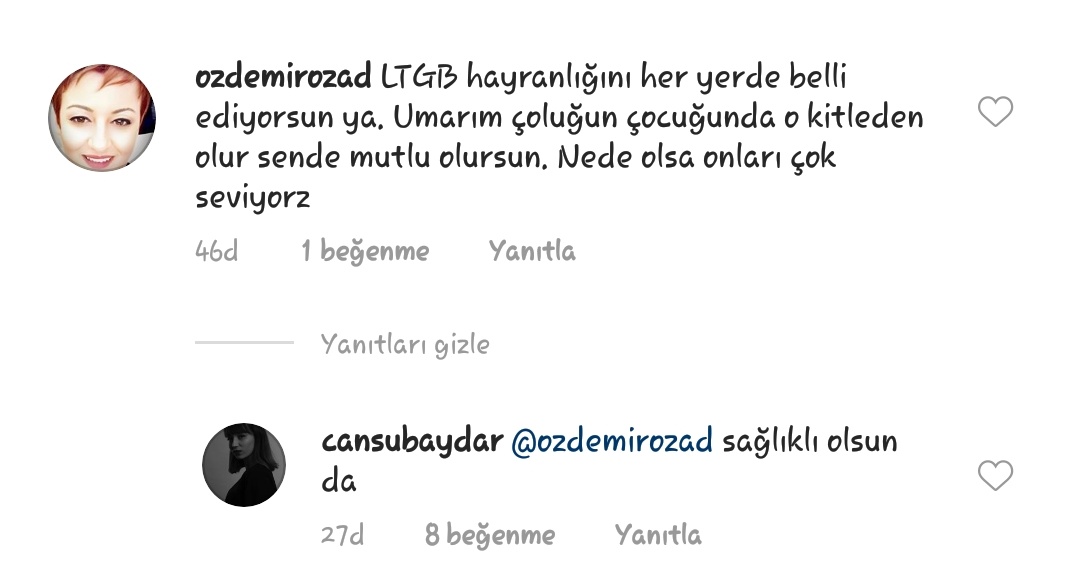 ozdemirozad LTGB hayranlığını her yerde belli
ediyorsun ya. Umarım çoluğun çocuğunda o kitleden
olur sende mutlu olursun. Nede olsa onları çok
seviyorz
46d 1 beğenme Yanıtla
Yanıtları gizle
cansubaydar @ozdemirozad sağlıklı olsun
da
27d 8 beğenme Yanıtla